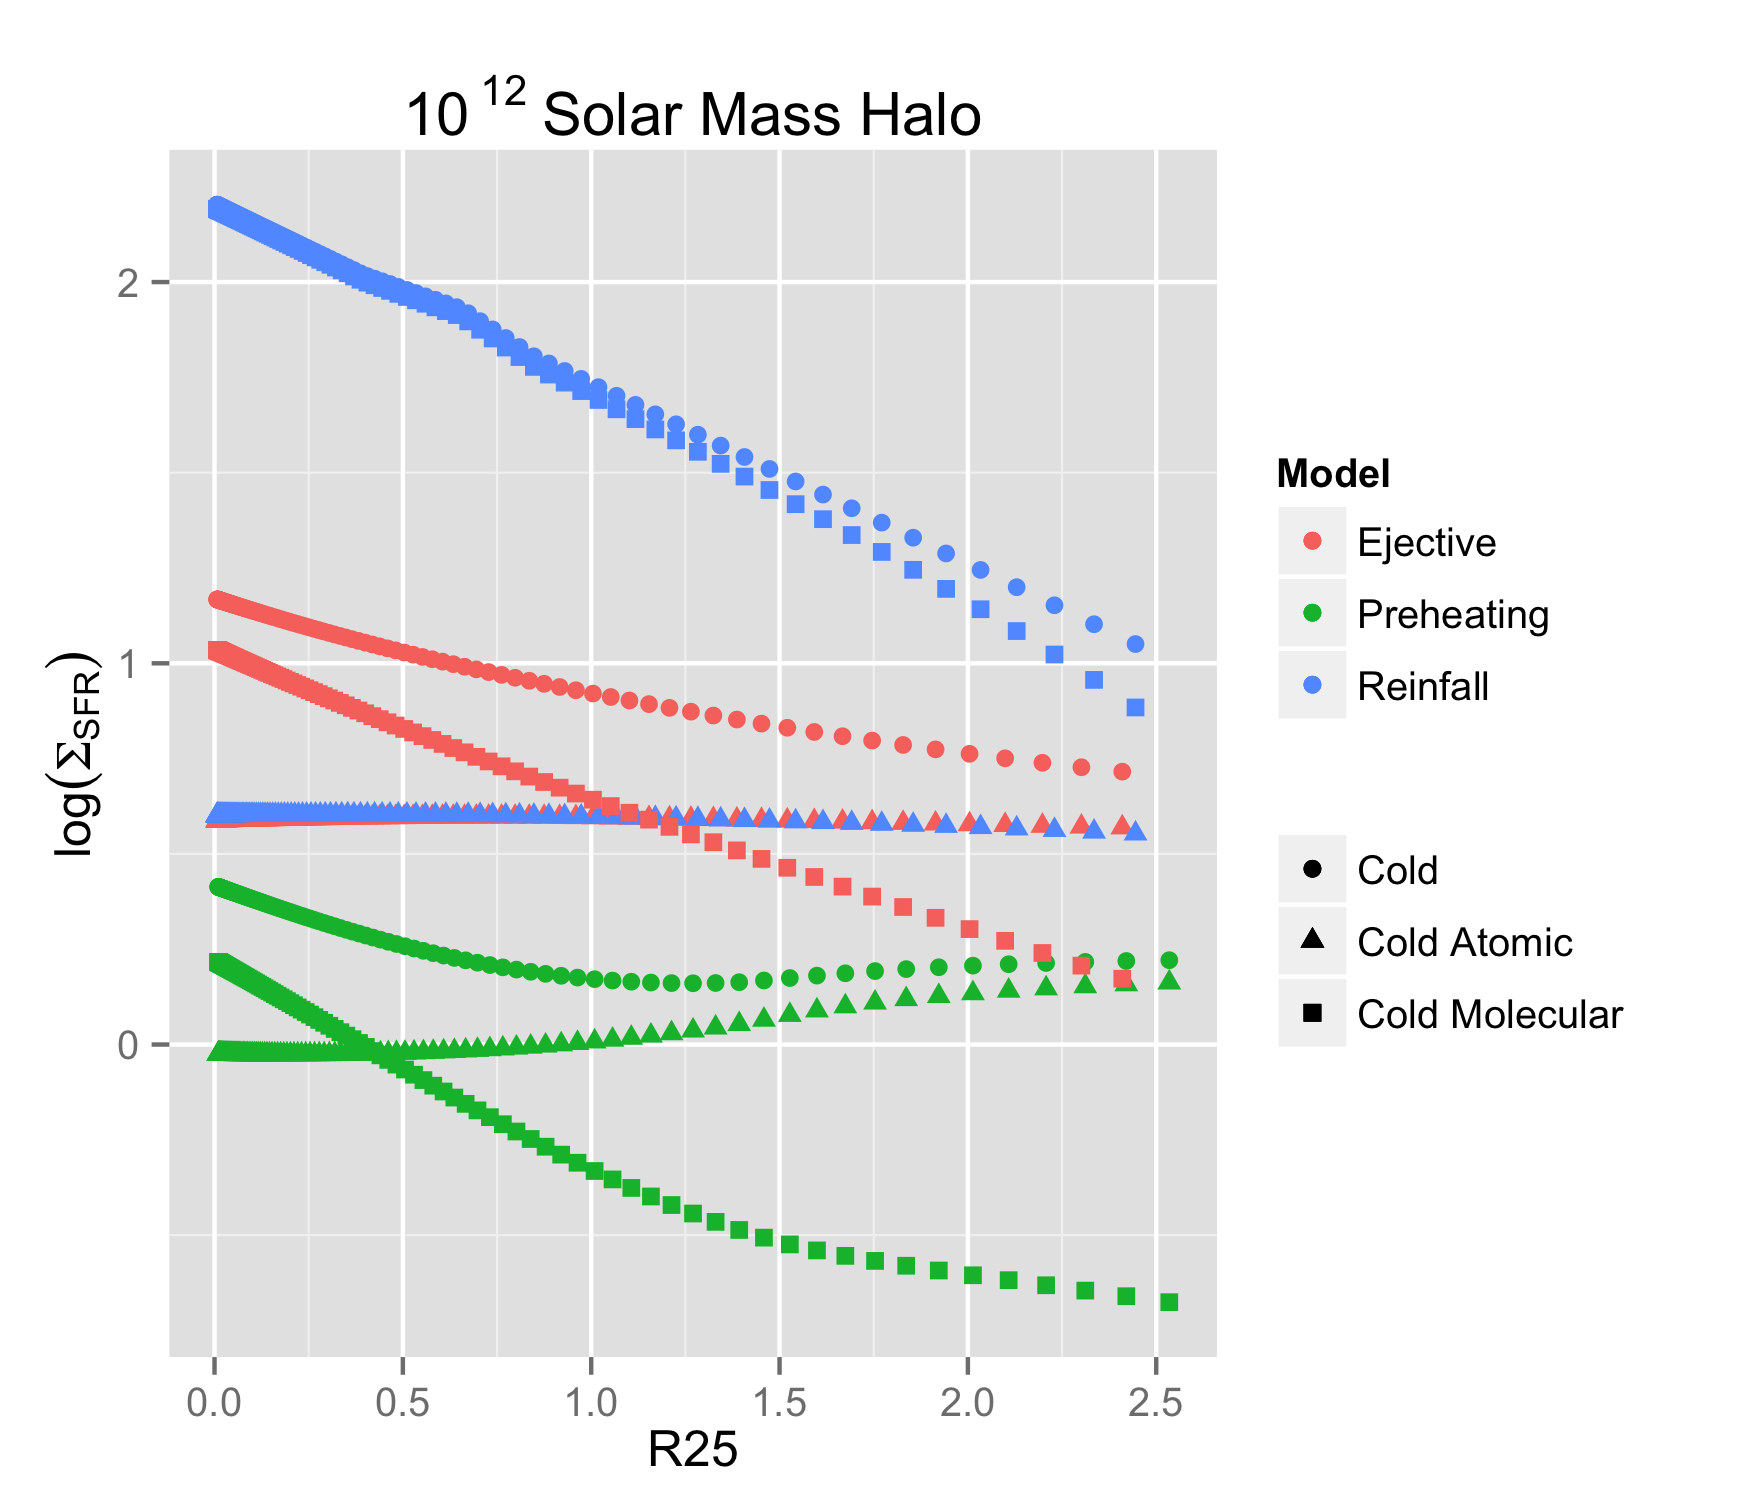 10 12 Solar Mass Halo
log(ΣSFR)
2
1
0
0.0 0.5 1.0 1.5 2.0 2.5
R25
Model
Ejective
Preheating
Reinfall
Cold
Cold Atomic
Cold Molecular